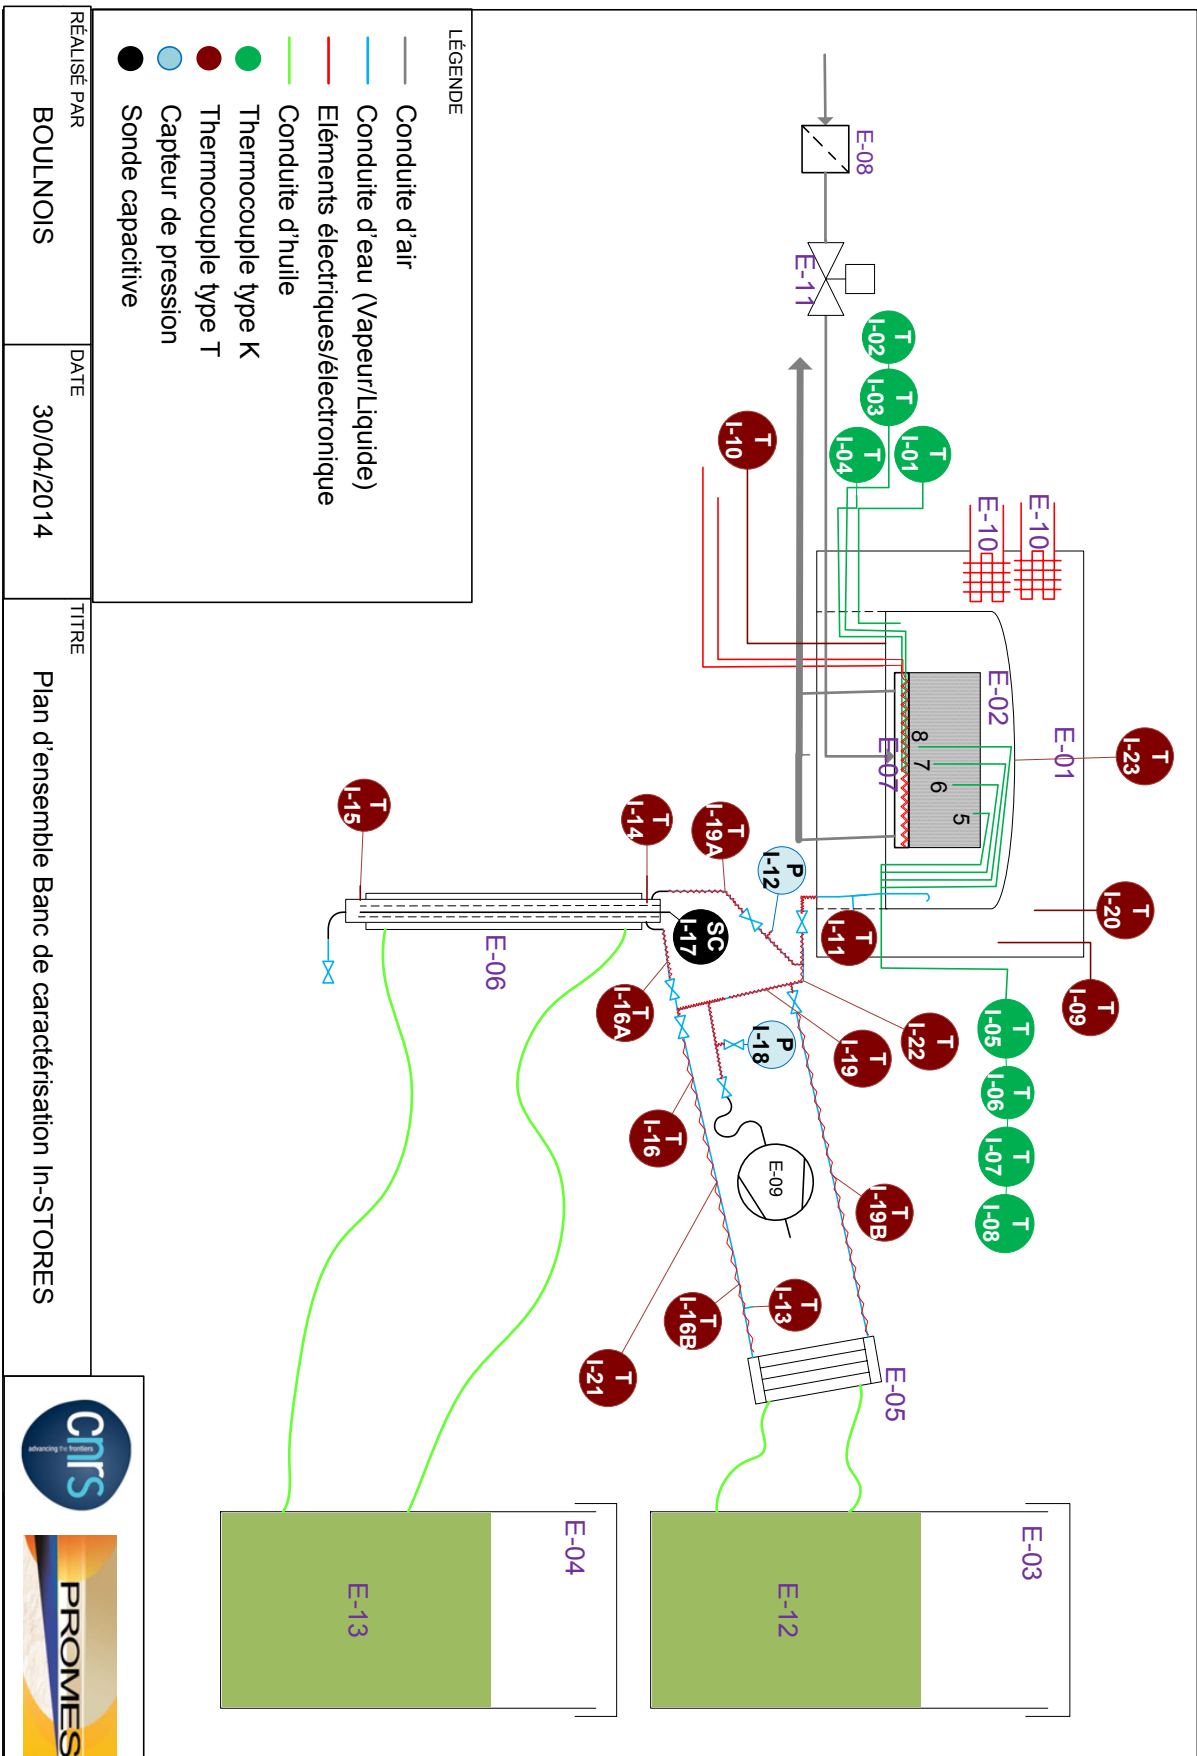 LÉGENDE
Conduite d'air
Conduite d'eau (Vapeur/Liquide)
Eléments électriques/électronique
Conduite d'huile
Thermocouple type K
Thermocouple type T
Capteur de pression
Sonde capacitive
E-08
E-11
T
I-02
T
I-03
T
I-04
T
I-01
T
I-10
E-10
E-10
E-02
E-01
E-07
8
7
6
5
T
I-23
T
I-20
T
I-09
T
I-11
P
I-12
T
I-19A
T
I-14
T
I-15
SC
I-17
E-06
T
I-16A
T
I-22
T
I-19
P
I-18
T
I-16
E-09
T
I-19B
T
I-05
T
I-06
T
I-07
T
I-08
T
I-13
T
I-16B
T
I-21
E-05
E-03
E-12
E-04
E-13
RÉALISÉ PAR
BOULNOIS
DATE
30/04/2014
TITRE
Plan d'ensemble Banc de caractérisation In-STORES
cnrs
advancing the frontiers
PROMES